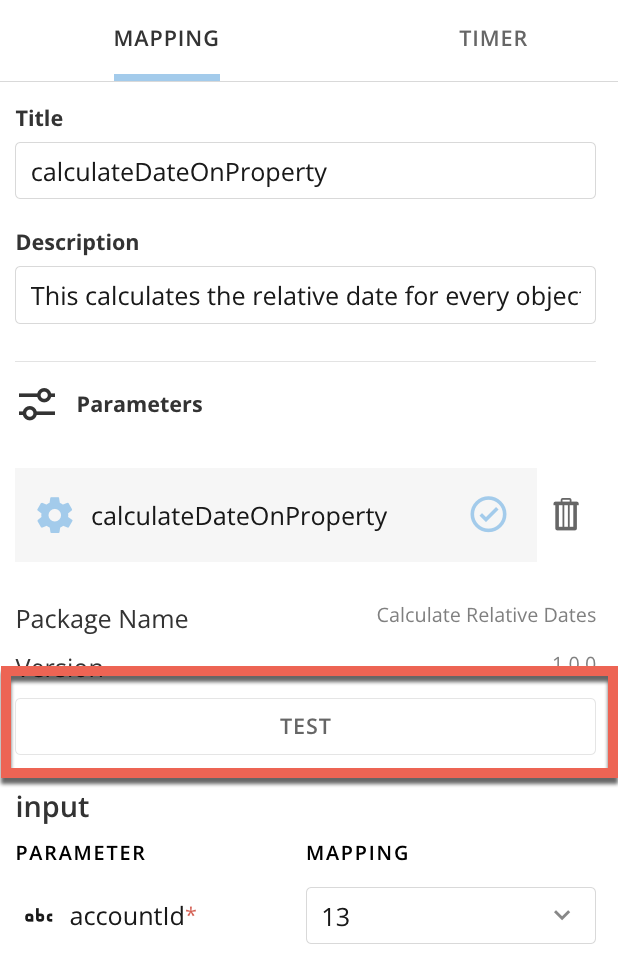 MAPPING TIMER
Title
calculateDateOnProperty
Description
This calculates the relative date for every objec
Parameters
calculateDateOnProperty
Package Name Calculate Relative Dates
Version 1.0.0
TEST
input
PARAMETER MAPPING
abc accountId* 13